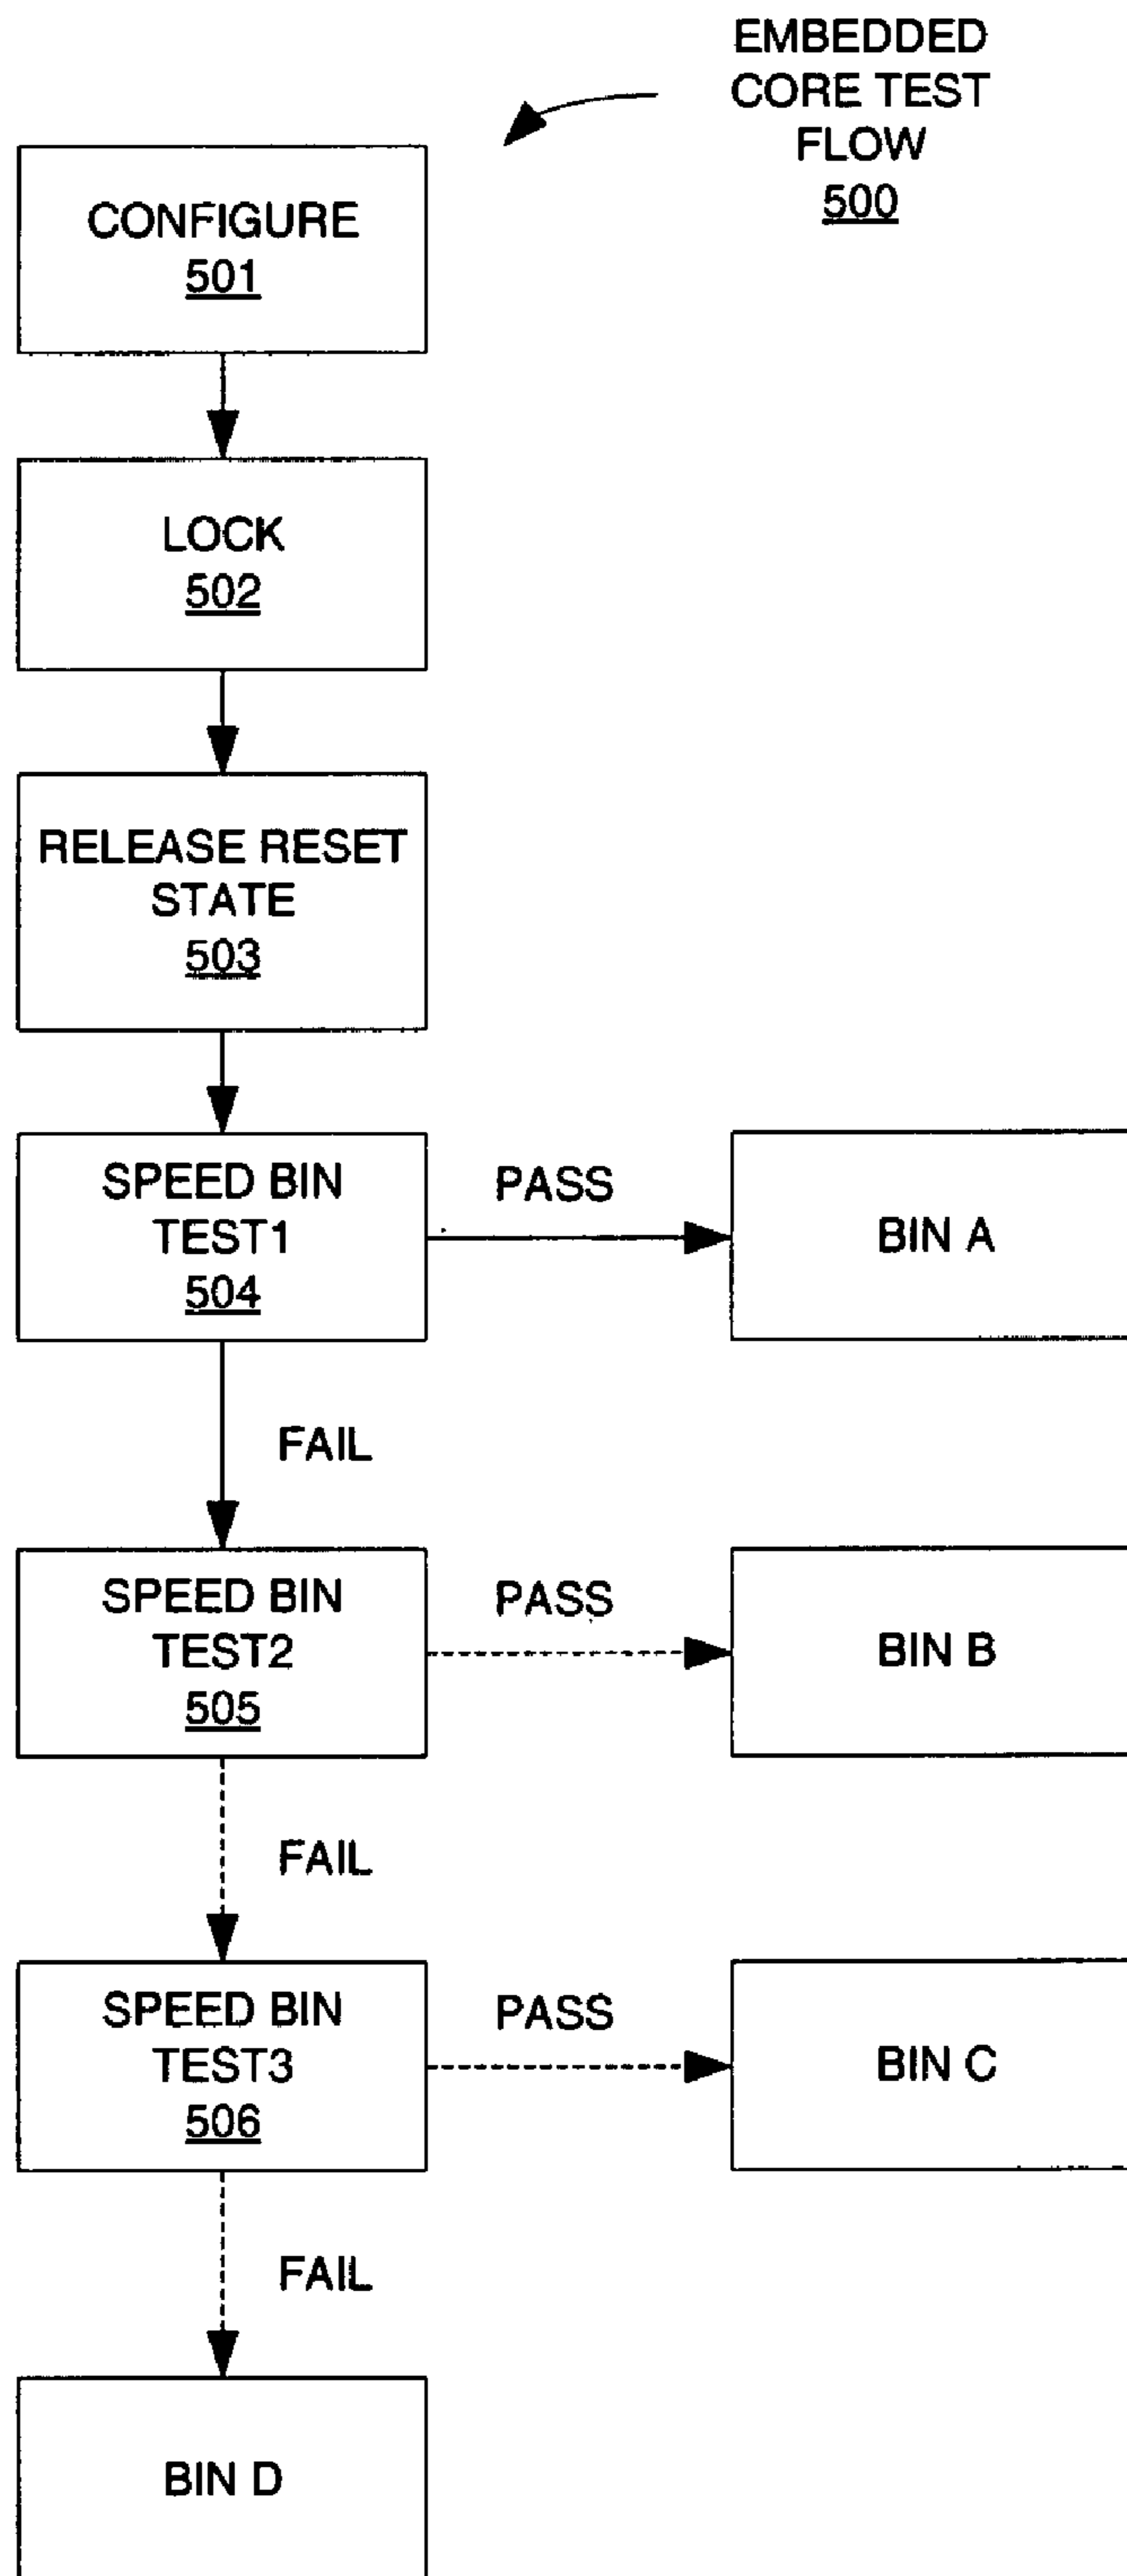 EMBEDDED
CORE TEST
FLOW
500
CONFIGURE
501
LOCK
502
RELEASE RESET
STATE
503
SPEED BIN
TEST1
504
PASS
BIN A
FAIL
SPEED BIN
TEST2
505
PASS
BIN B
FAIL
SPEED BIN
TEST3
506
PASS
BIN C
FAIL
BIN D